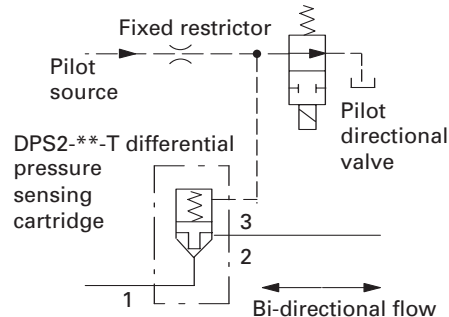 Fixed restrictor
Pilot
source
Pilot
directional
valve
DPS2-**-T differential
pressure
sensing
cartridge
3
2
1
Bi-directional flow